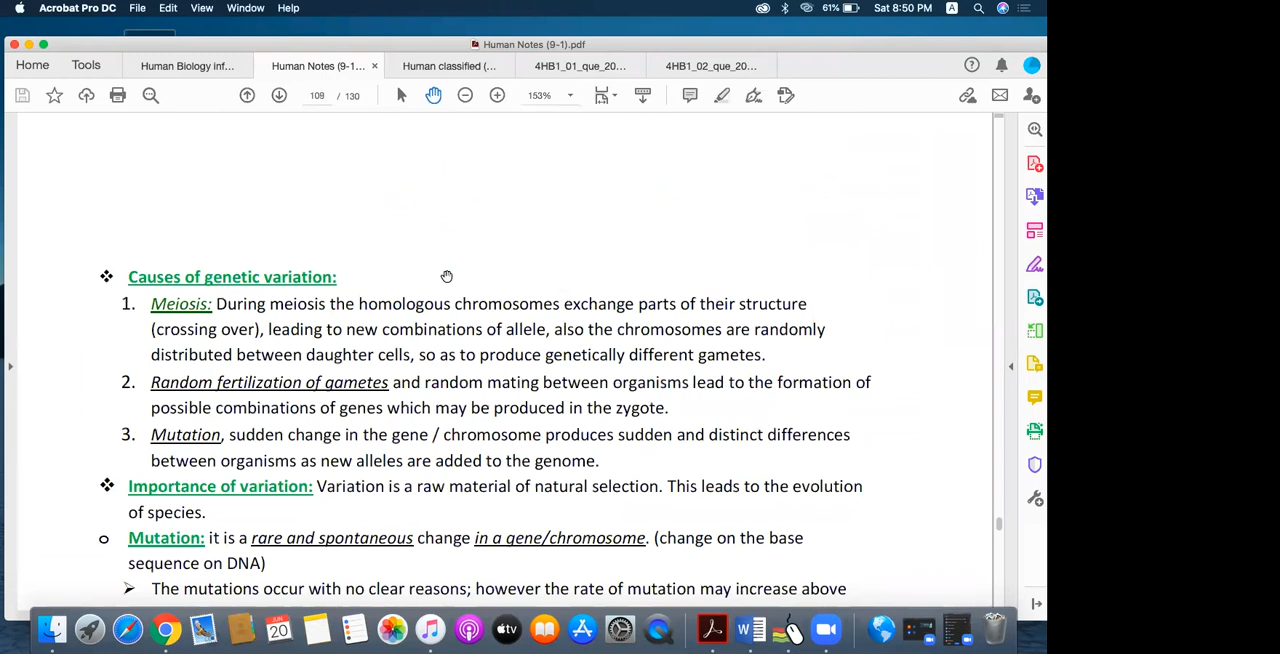 Acrobat Pro DC File Edit View Window Help 61% Sat 8:50 PM A
Human Notes (9-1).pdf
Home Tools Human Biology inf... Human Notes (9-1... × Human classified (... 4HB1_01_que_20... 4HB1_02_que_20...
109 / 130 153%
❖ Causes of genetic variation:
1. Meiosis: During meiosis the homologous chromosomes exchange parts of their structure
(crossing over), leading to new combinations of allele, also the chromosomes are randomly
distributed between daughter cells, so as to produce genetically different gametes.
2. Random fertilization of gametes and random mating between organisms lead to the formation of
possible combinations of genes which may be produced in the zygote.
3. Mutation, sudden change in the gene / chromosome produces sudden and distinct differences
between organisms as new alleles are added to the genome.
❖ Importance of variation: Variation is a raw material of natural selection. This leads to the evolution
of species.
o Mutation: it is a rare and spontaneous change in a gene/chromosome. (change on the base
sequence on DNA)
➢ The mutations occur with no clear reasons; however the rate of mutation may increase above
JUN
20
tv
W